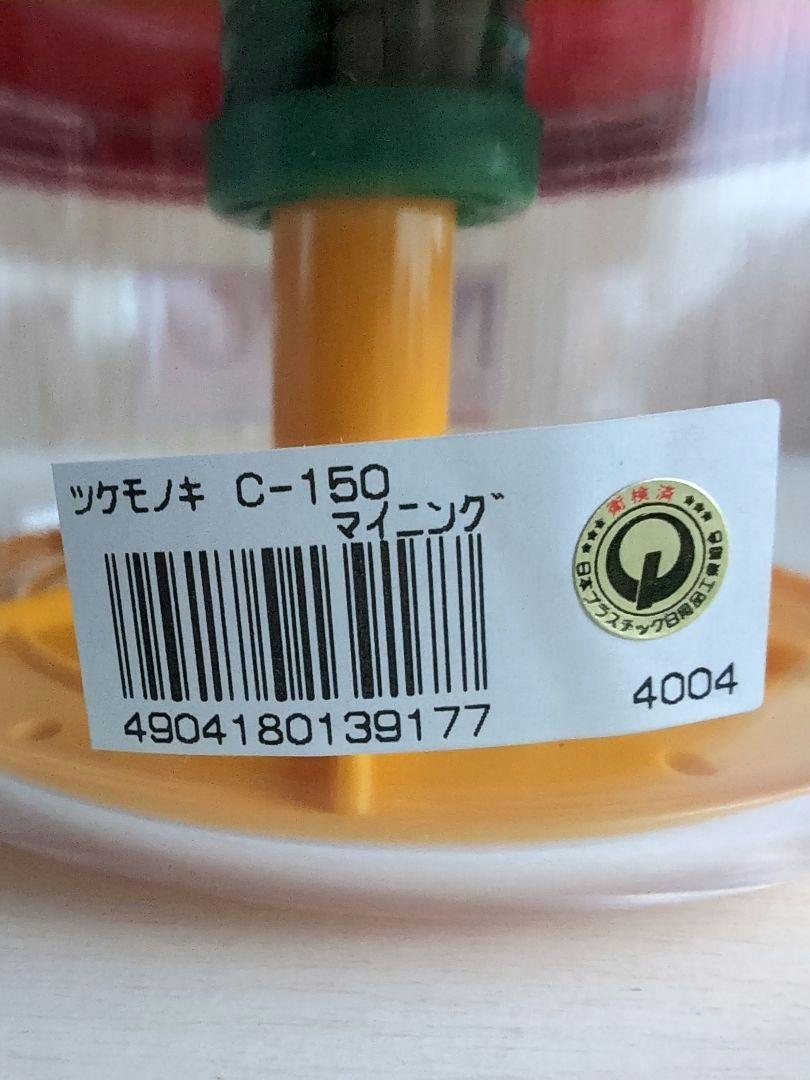 ツケモノキ C-150
マイニング
4904180139177
衛検済
日本プラスチック日用品工業組合
4004